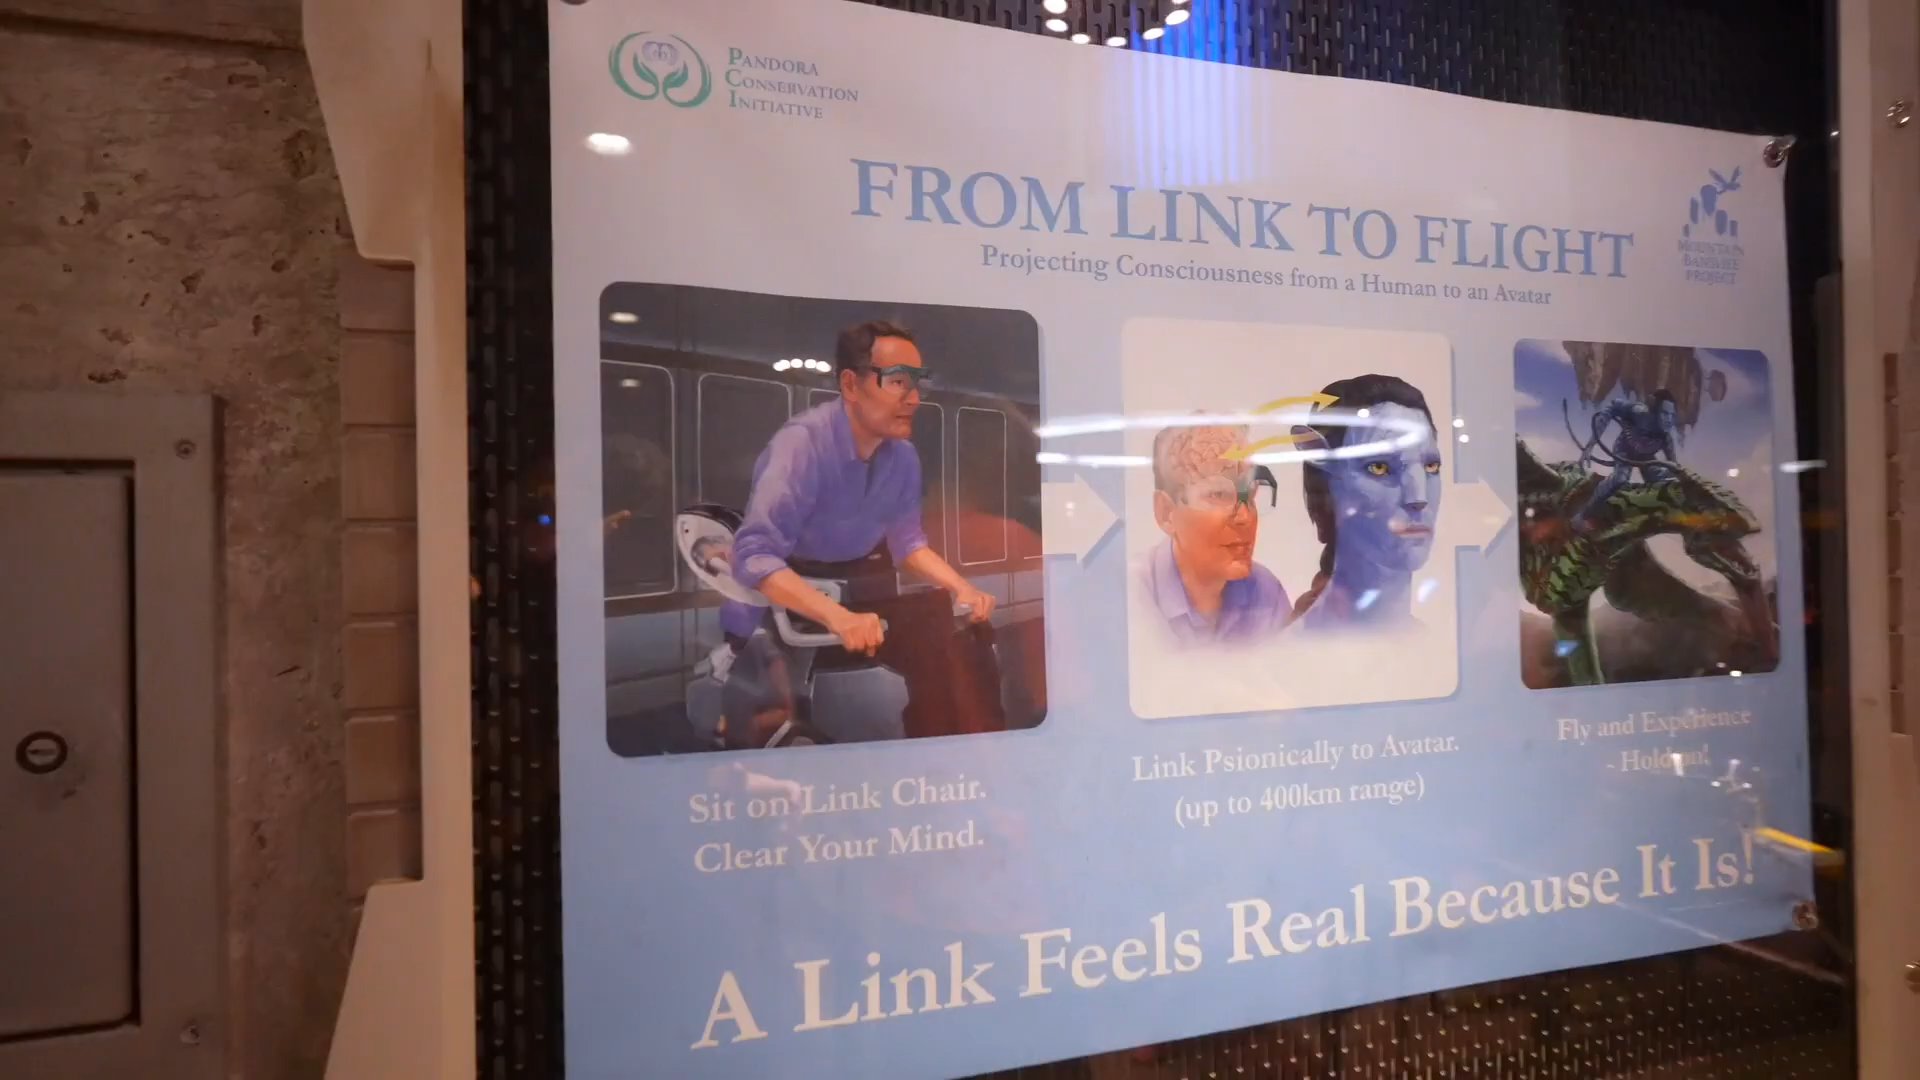 PANDORA
CONSERVATION
INITIATIVE
FROM LINK TO FLIGHT
Projecting Consciousness from a Human to an Avatar
MOUNTAIN
BANSHEE
PROJECT
Sit on Link Chair.
Clear Your Mind.
Link Psionically to Avatar.
(up to 400km range)
Fly and Experience
- Hold on!
A Link Feels Real Because It Is!